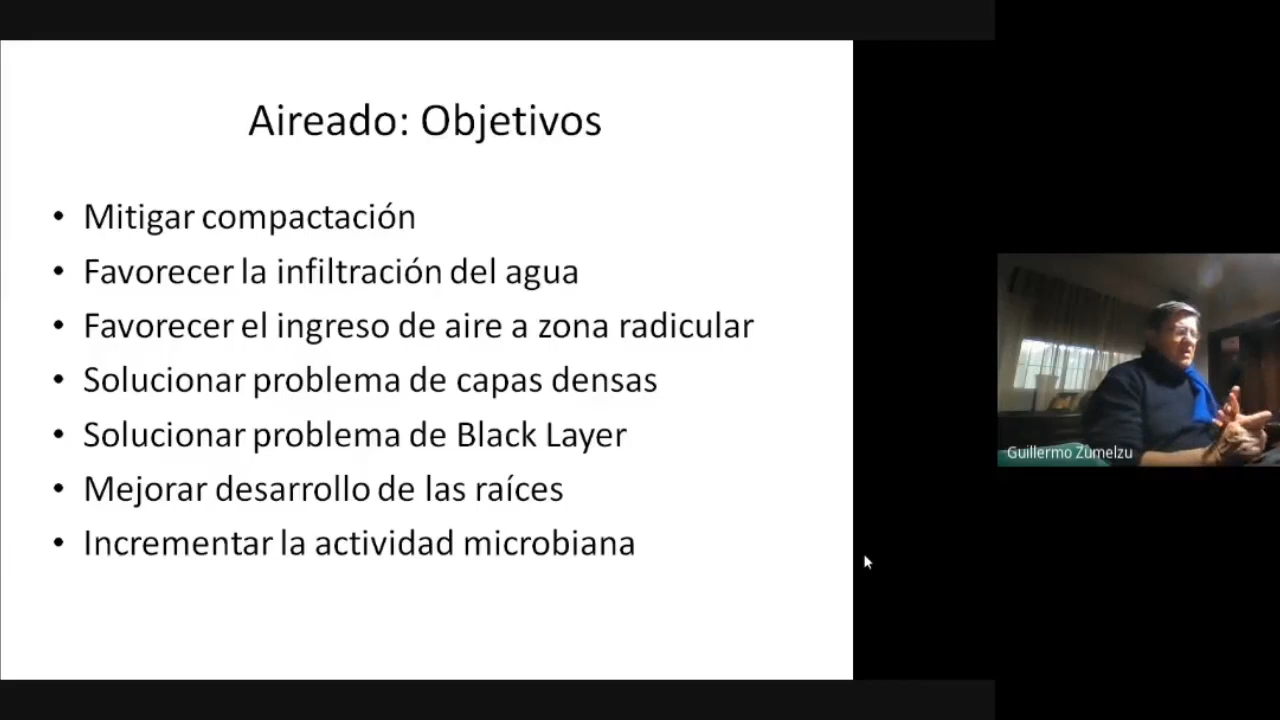 Aireado: Objetivos
• Mitigar compactación
• Favorecer la infiltración del agua
• Favorecer el ingreso de aire a zona radicular
• Solucionar problema de capas densas
• Solucionar problema de Black Layer
• Mejorar desarrollo de las raíces
• Incrementar la actividad microbiana
Guillermo Zùmelzu